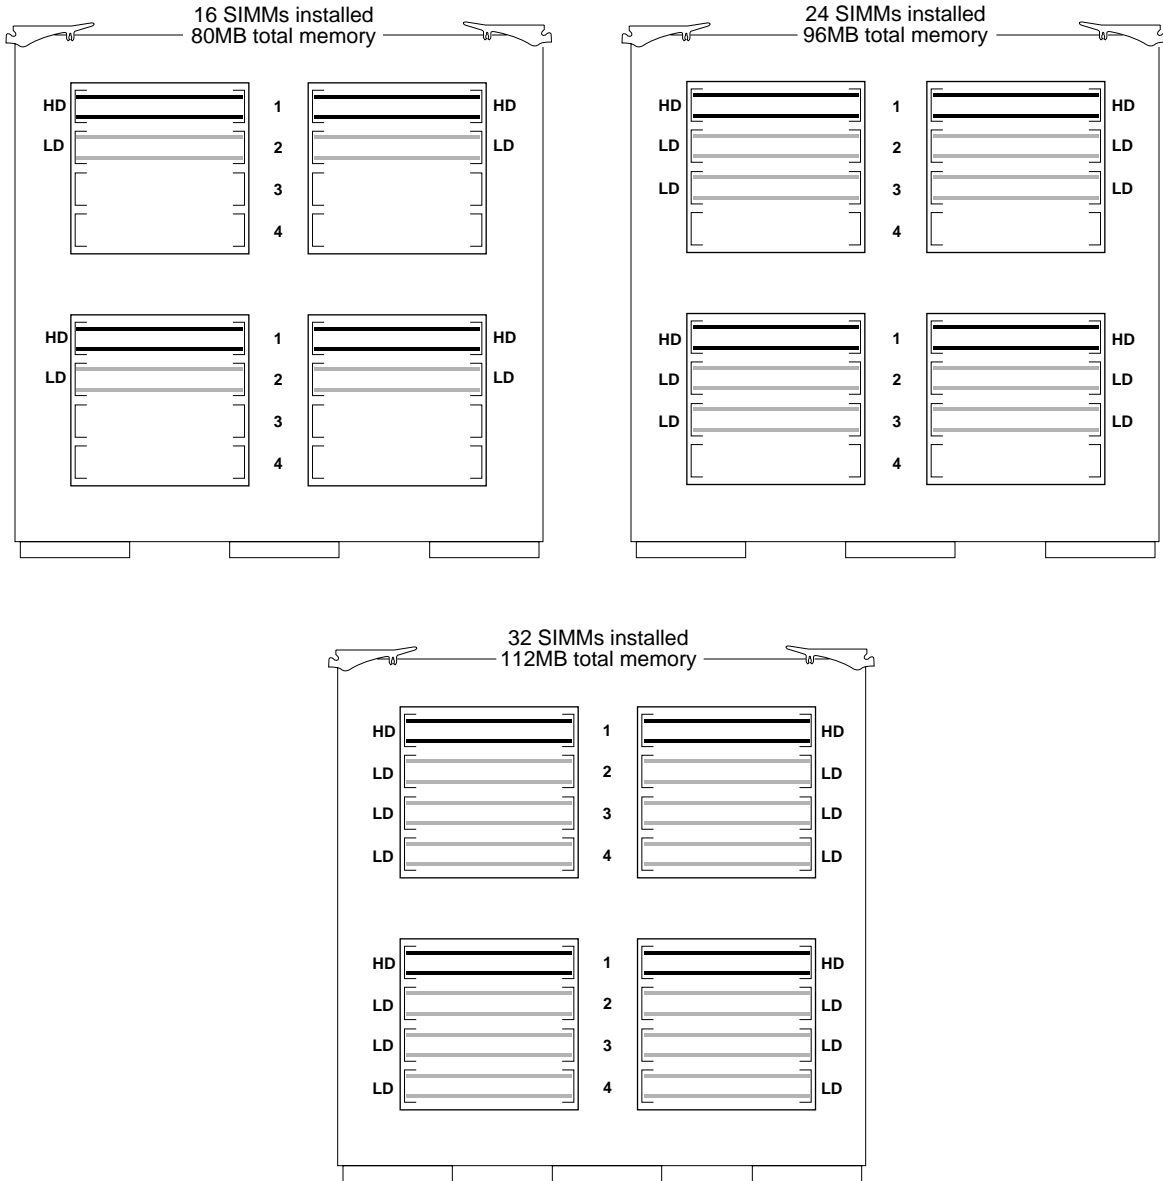 16 SIMMs installed
80MB total memory
HD 1 HD
LD 2 LD
3
4
HD 1 HD
LD 2 LD
3
4
24 SIMMs installed
96MB total memory
HD 1 HD
LD 2 LD
LD 3 LD
4
HD 1 HD
LD 2 LD
LD 3 LD
4
32 SIMMs installed
112MB total memory
HD 1 HD
LD 2 LD
LD 3 LD
LD 4 LD
HD 1 HD
LD 2 LD
LD 3 LD
LD 4 LD